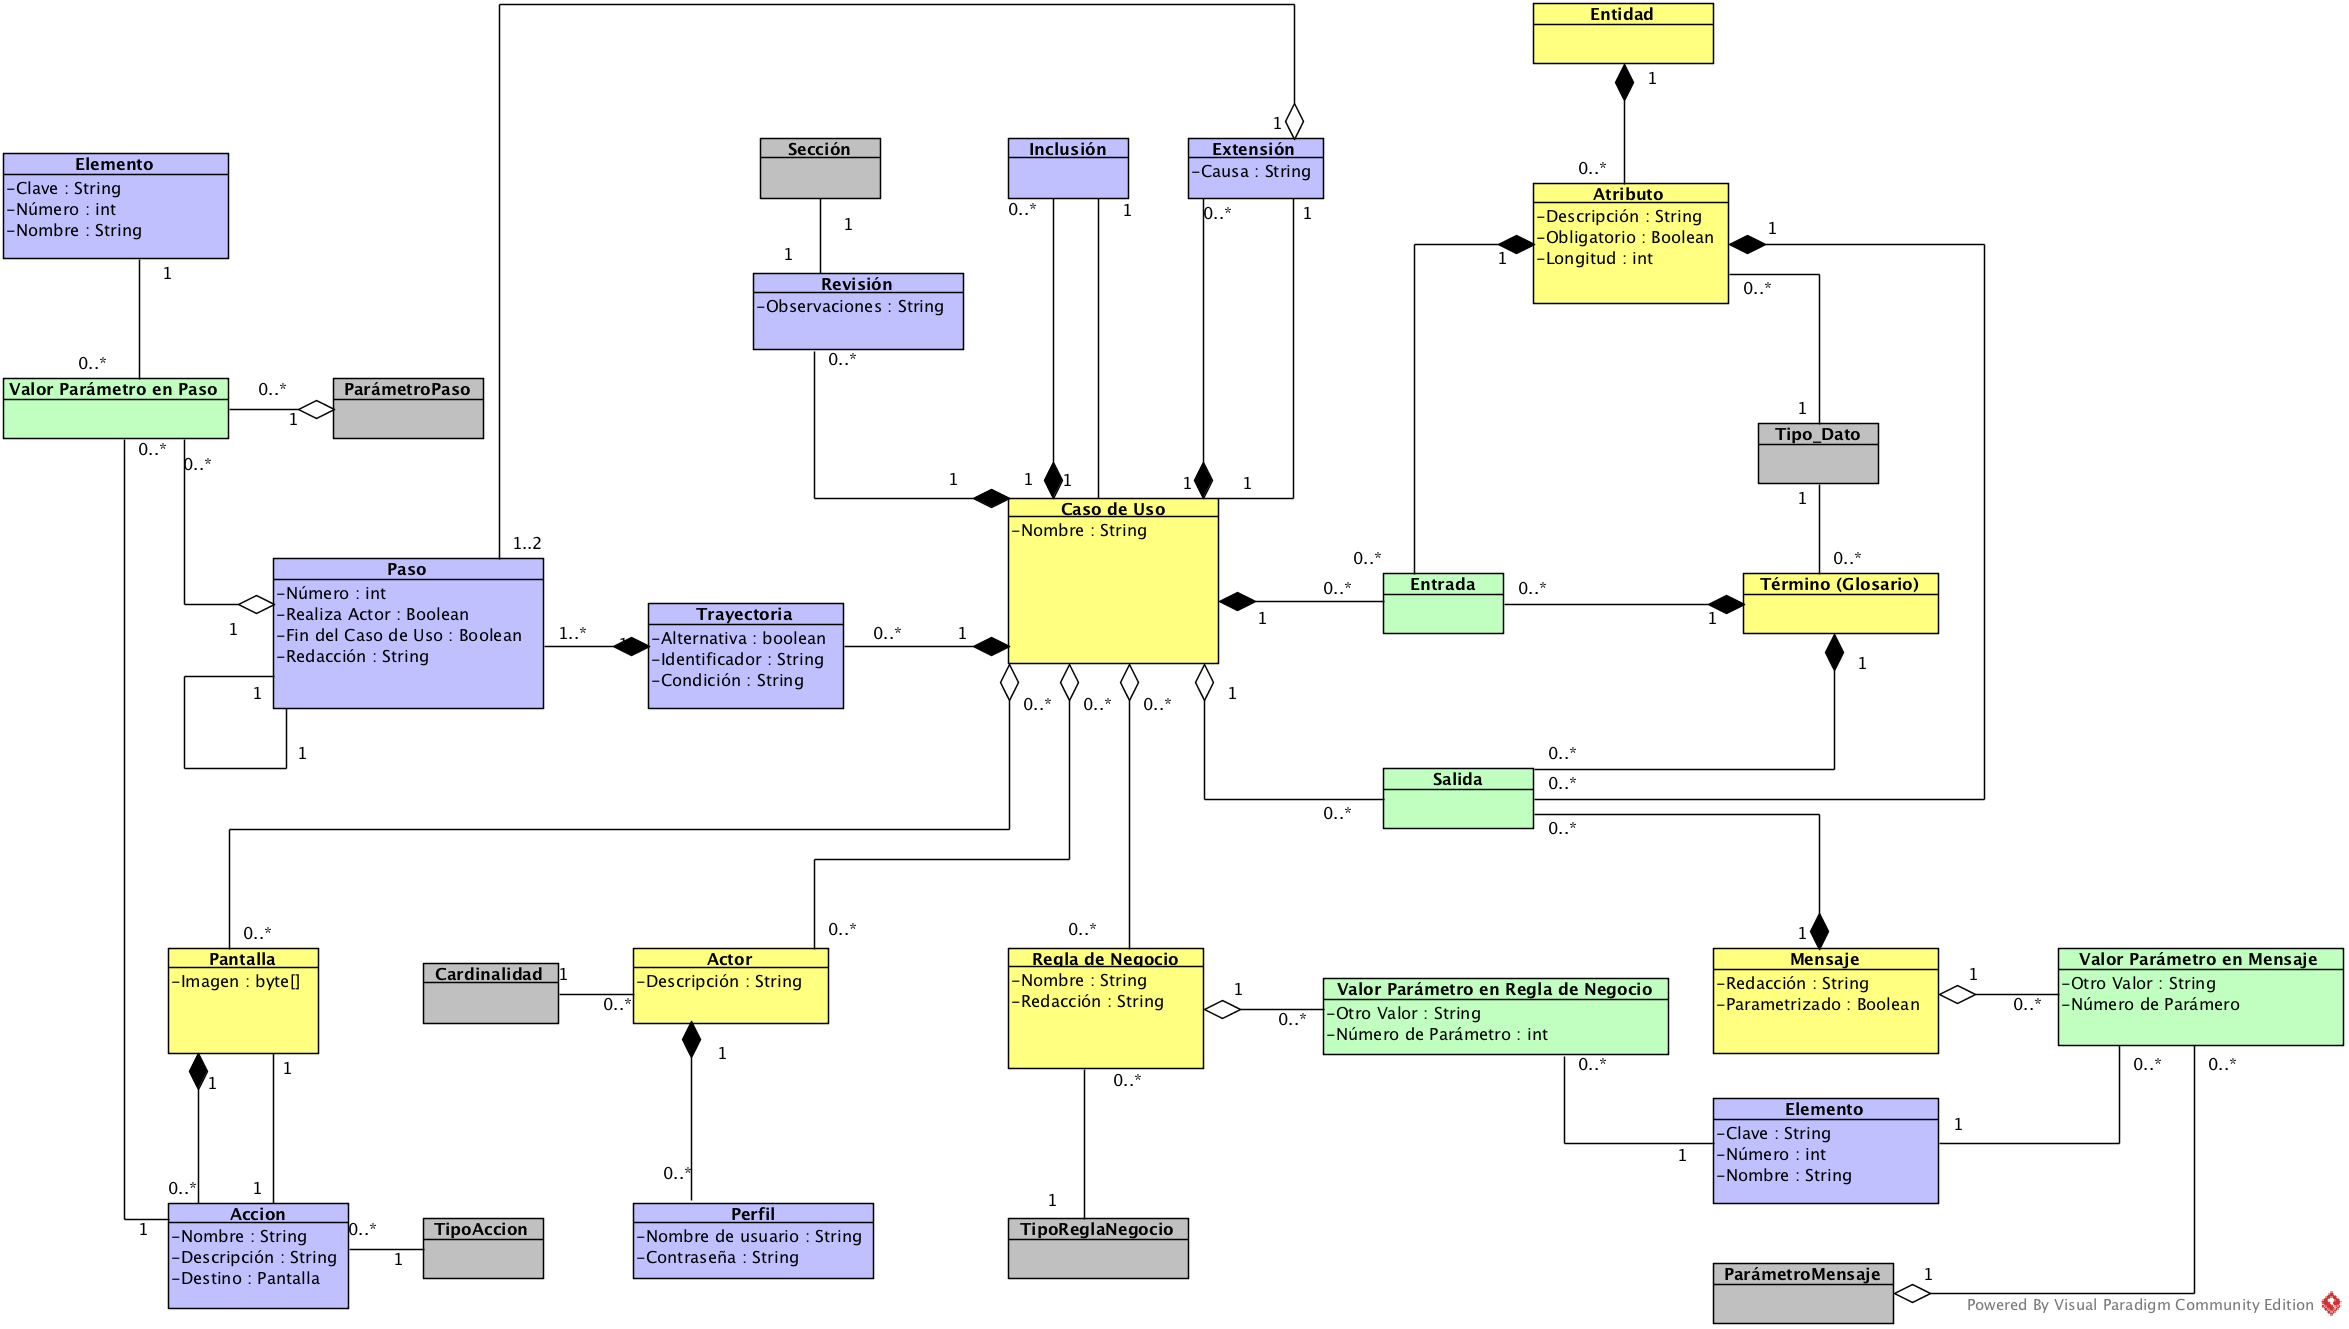 Entidad
1
0..*
Atributo
-Descripción : String
-Obligatorio : Boolean
-Longitud : int
1
1
0..*
1
Tipo_Dato
1
0..*
Término (Glosario)
1
1
Elemento
-Clave : String
-Número : int
-Nombre : String
1
0..*
Valor Parámetro en Paso
0..*
1
ParámetroPaso
0..*
0..*
Sección
1
1
Revisión
-Observaciones : String
0..*
1
Inclusión
0..*
1
1
1
1
Extensión
-Causa : String
0..*
1
1
1
Caso de Uso
-Nombre : String
1..2
Paso
-Número : int
-Realiza Actor : Boolean
-Fin del Caso de Uso : Boolean
-Redacción : String
1
1
1
1..*
1
Trayectoria
-Alternativa : boolean
-Identificador : String
-Condición : String
0..*
1
0..*
0..*
1
Entrada
0..*
0..*
0..*
0..*
1
0..*
Salida
0..*
0..*
0..*
0..*
Pantalla
-Imagen : byte[]
1
1
0..*
1
1
Accion
-Nombre : String
-Descripción : String
-Destino : Pantalla
0..*
1
TipoAccion
Cardinalidad
1
0..*
0..*
Actor
-Descripción : String
1
0..*
Perfil
-Nombre de usuario : String
-Contraseña : String
0..*
Regla de Negocio
-Nombre : String
-Redacción : String
1
0..*
0..*
1
TipoReglaNegocio
Valor Parámetro en Regla de Negocio
-Otro Valor : String
-Número de Parámetro : int
0..*
1
1
Mensaje
-Redacción : String
-Parametrizado : Boolean
1
0..*
Valor Parámetro en Mensaje
-Otro Valor : String
-Número de Parámero
0..*
0..*
Elemento
-Clave : String
-Número : int
-Nombre : String
1
ParámetroMensaje
1
Powered By Visual Paradigm Community Edition